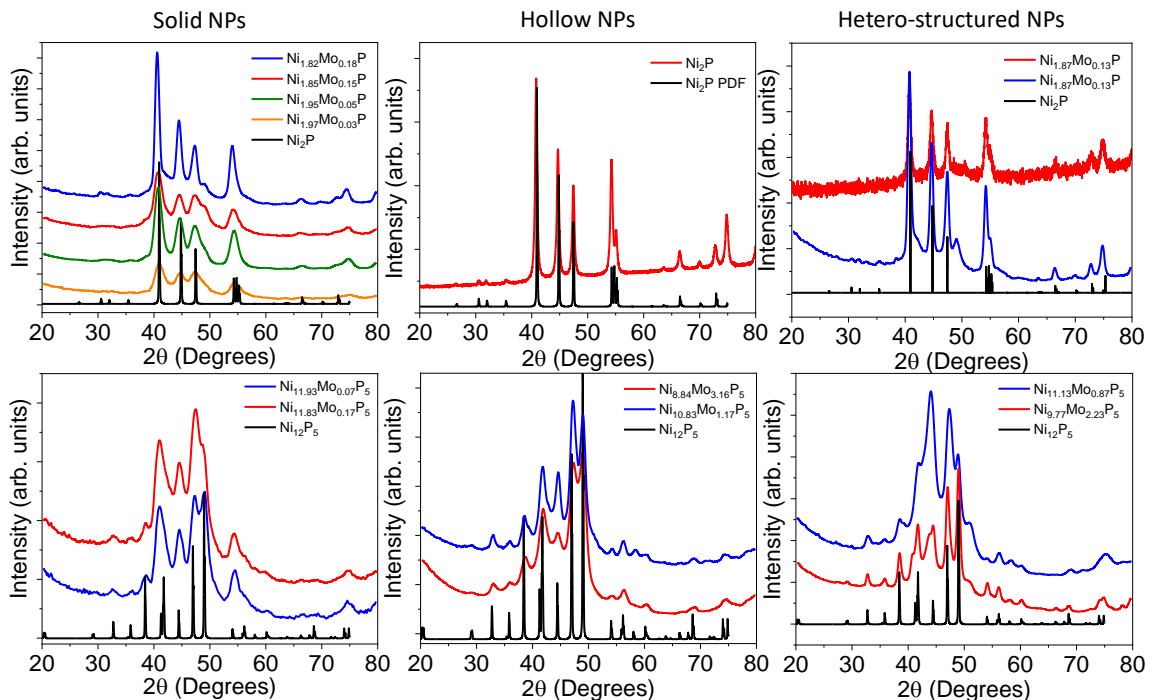 Solid NPs
Hollow NPs
Hetero-structured NPs
Intensity (arb. units)
Ni1.82Mo0.18P
Ni1.85Mo0.15P
Ni1.95Mo0.05P
Ni1.97Mo0.03P
Ni2P
20 30 40 50 60 70 80
2θ (Degrees)
Intensity (arb. units)
Ni2P
Ni2P PDF
20 30 40 50 60 70 80
2θ (Degrees)
Intensity (arb. units)
Ni1.87Mo0.13P
Ni1.87Mo0.13P
Ni2P
20 30 40 50 60 70 80
2θ (Degrees)
Intensity (arb. units)
Ni11.93Mo0.07P5
Ni11.83Mo0.17P5
Ni12P5
20 30 40 50 60 70 80
2θ (Degrees)
Intensity (arb. units)
Ni8.84Mo3.16P5
Ni10.83Mo1.17P5
Ni12P5
20 30 40 50 60 70 80
2θ (Degrees)
Intensity (arb. units)
Ni11.13Mo0.87P5
Ni9.77Mo2.23P5
Ni12P5
20 30 40 50 60 70 80
2θ (Degrees)